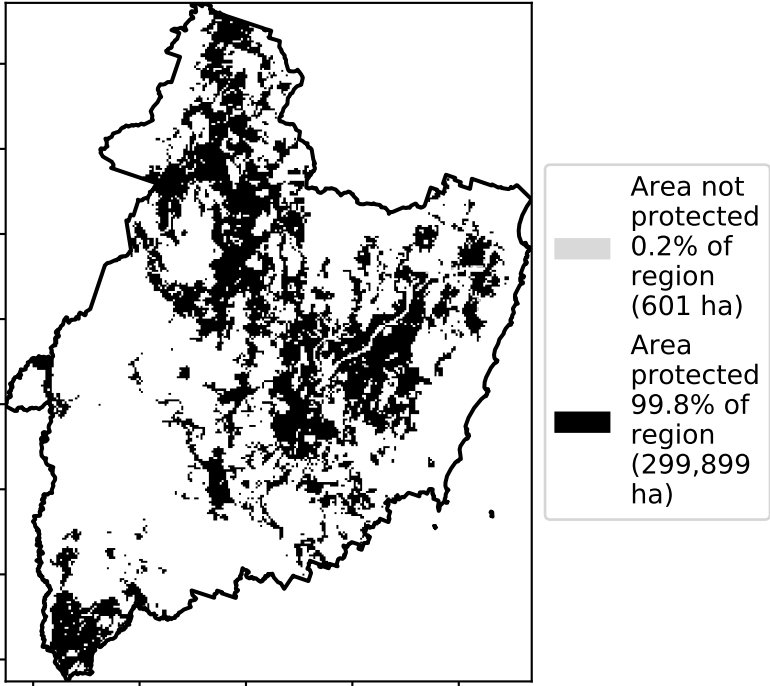 Area not
protected
0.2% of
region
(601 ha)
Area
protected
99.8% of
region
(299,899
ha)